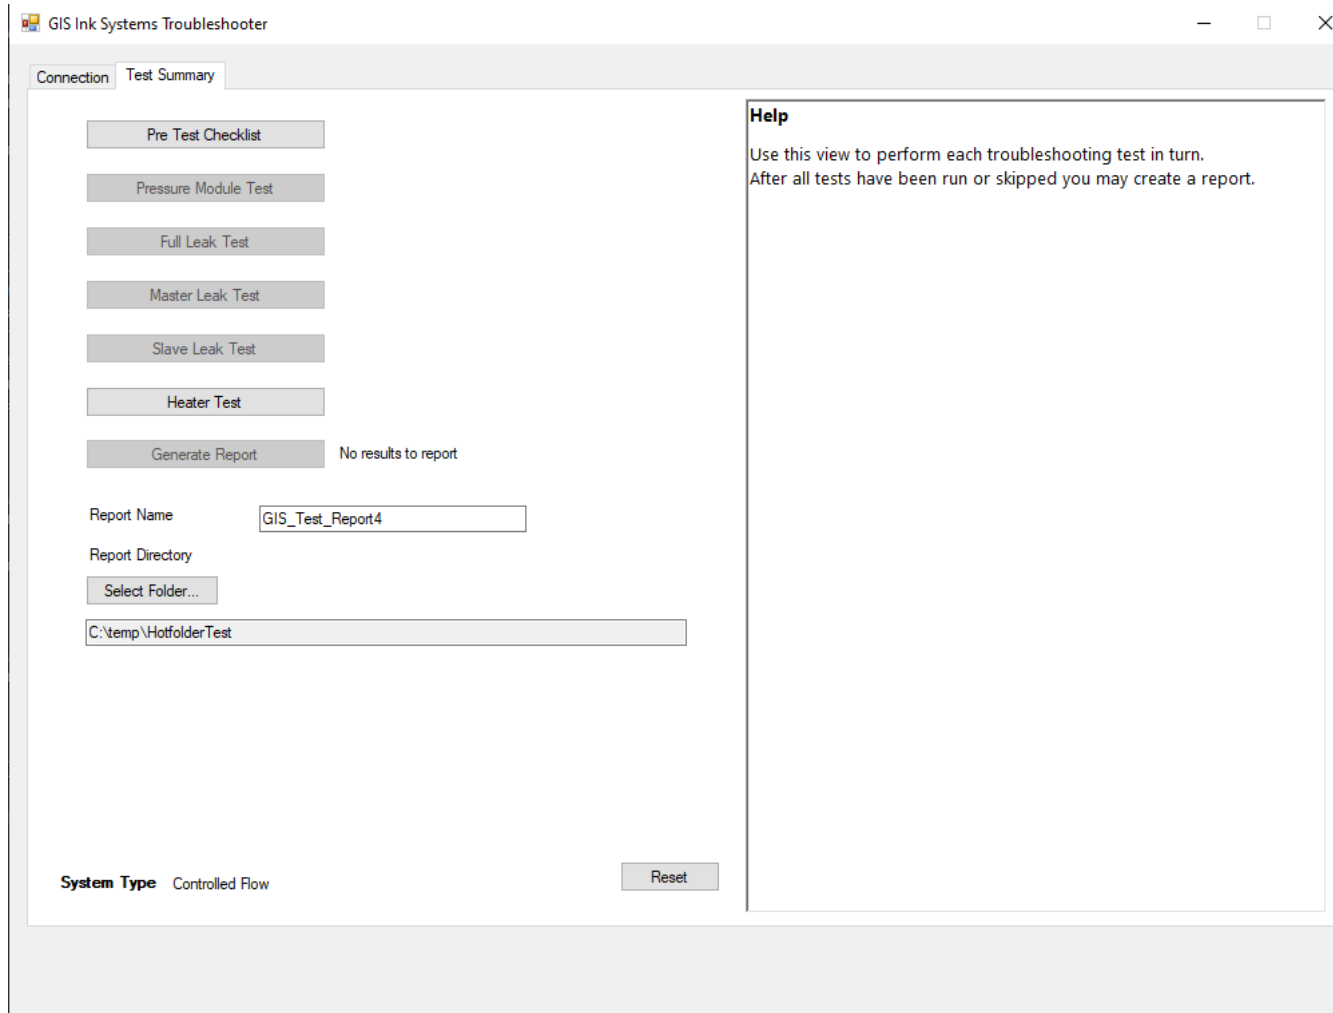 GIS Ink Systems Troubleshooter
Connection
Test Summary
Pre Test Checklist
Pressure Module Test
Full Leak Test
Master Leak Test
Slave Leak Test
Heater Test
Generate Report
No results to report
Report Name
GIS_Test_Report4
Report Directory
Select Folder...
C:\temp\HotfolderTest
System Type
Controlled Flow
Reset
Help
Use this view to perform each troubleshooting test in turn.
After all tests have been run or skipped you may create a report.